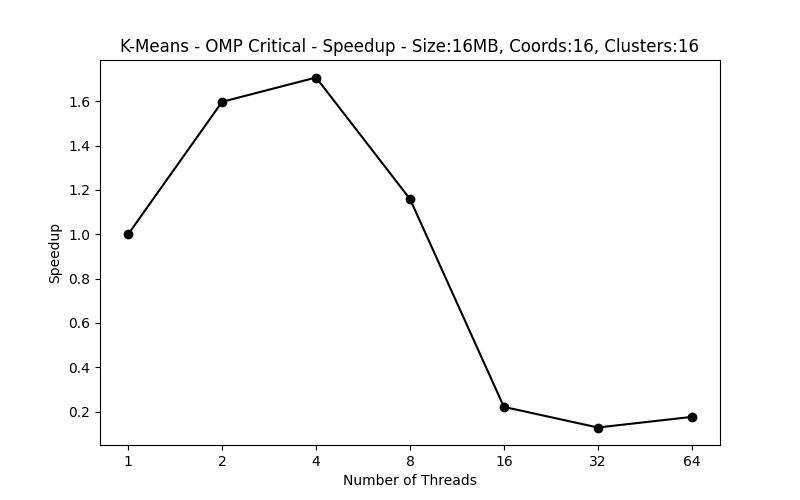 K-Means - OMP Critical - Speedup - Size:16MB, Coords:16, Clusters:16
1.6
1.4
1.2
1.0
0.8
0.6
0.4
0.2
Speedup
1 2 4 8 16 32 64
Number of Threads